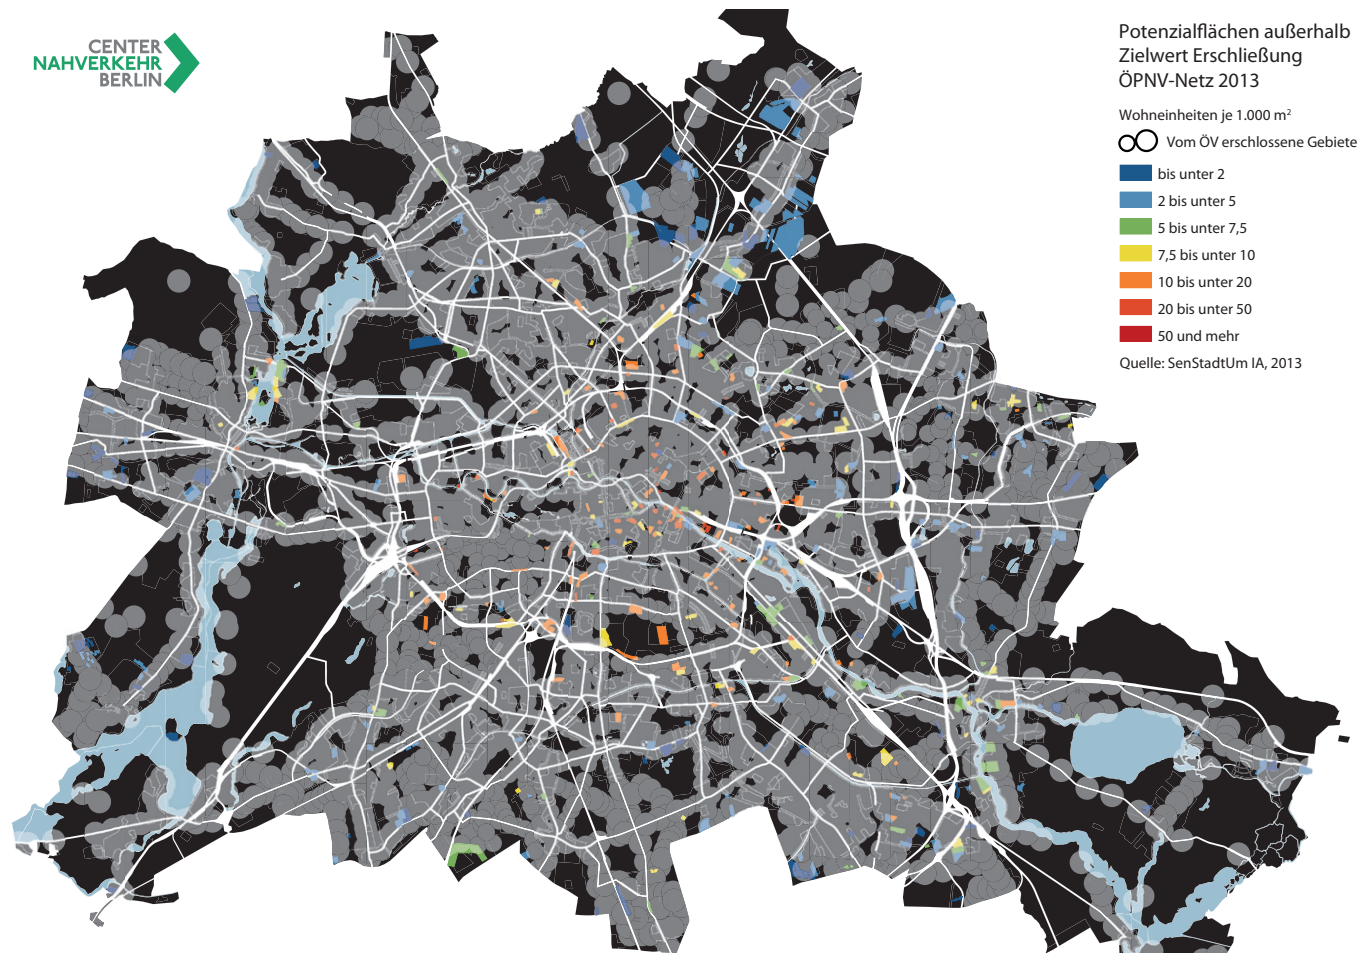 CENTER
NAHVERKEHR
BERLIN
Potenzialflächen außerhalb
Zielwert Erschließung
ÖPNV-Netz 2013
Wohneinheiten je 1.000 m²
Vom ÖV erschlossene Gebiete
bis unter 2
2 bis unter 5
5 bis unter 7,5
7,5 bis unter 10
10 bis unter 20
20 bis unter 50
50 und mehr
Quelle: SenStadtUm IA, 2013